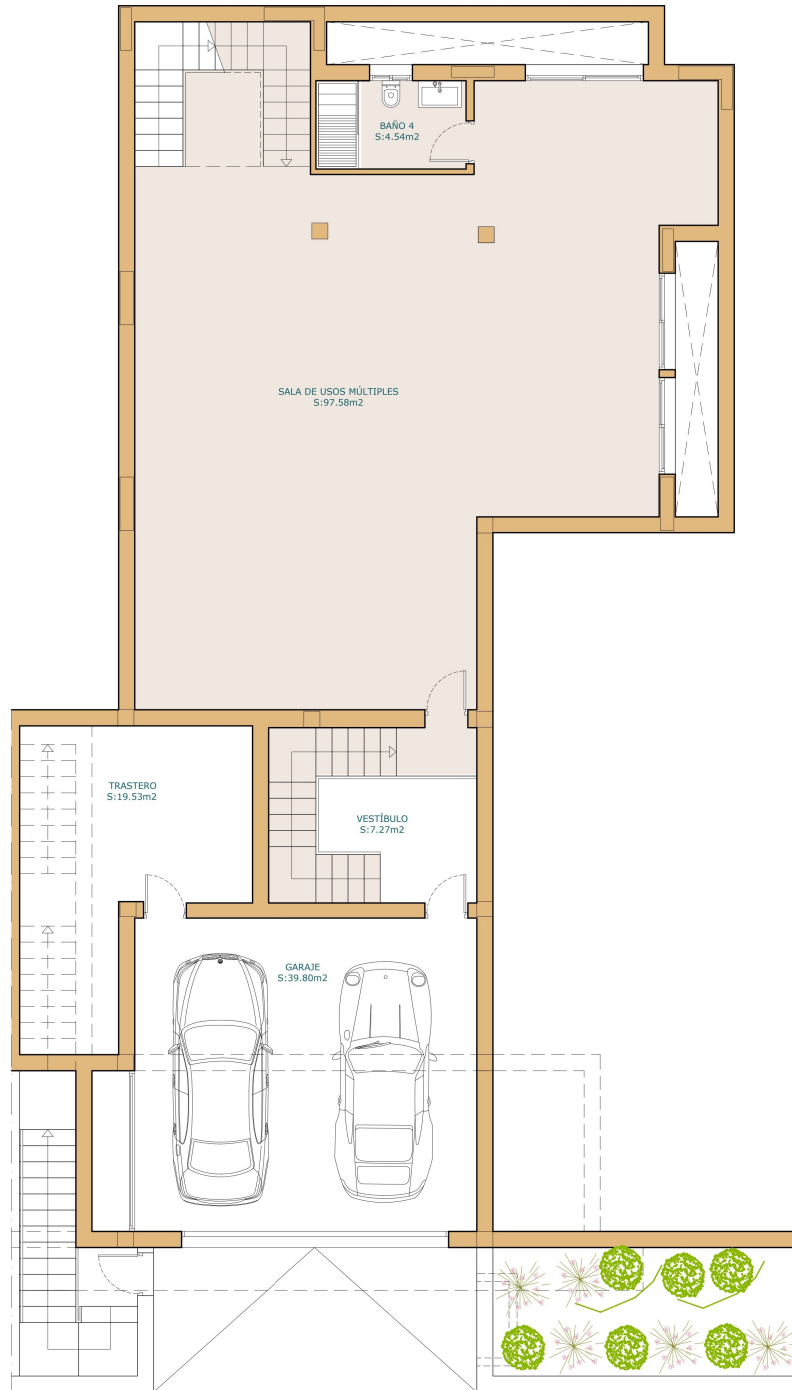 BAÑO 4
S:4.54m2
SALA DE USOS MÚLTIPLES
S:97.58m2
TRASTERO
S:19.53m2
VESTÍBULO
S:7.27m2
GARAJE
S:39.80m2